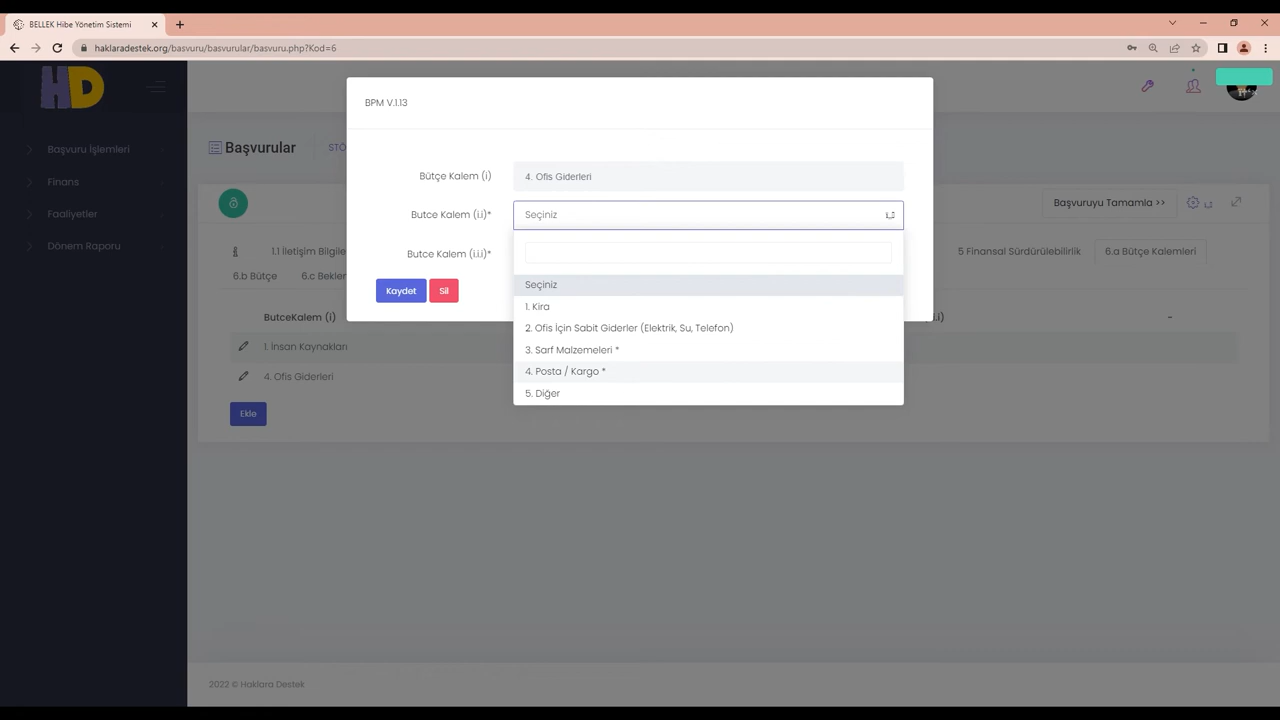 BELLEK Hibe Yönetim Sistemi
haklaradestek.org/basvuru/basvurular/basvuru.php?Kod=6
HD
BPM V.1.13
Başvuru İşlemleri
Finans
Faaliyetler
Dönem Raporu
Başvurular
STÖ
Bütçe Kalem (i)
4. Ofis Giderleri
Butce Kalem (i.i)*
Seçiniz
Butce Kalem (i.i.i)*
Seçiniz
1. Kira
2. Ofis İçin Sabit Giderler (Elektrik, Su, Telefon)
3. Sarf Malzemeleri *
4. Posta / Kargo *
5. Diğer
Kaydet
Sil
Başvuruyu Tamamla >>
1.1 İletişim Bilgile
5 Finansal Sürdürülebilirlik
6.a Bütçe Kalemleri
6.b Bütçe
6.c Bekler
ButceKalem (i)
.i)
-
1. İnsan Kaynakları
4. Ofis Giderleri
Ekle
2022 © Haklara Destek